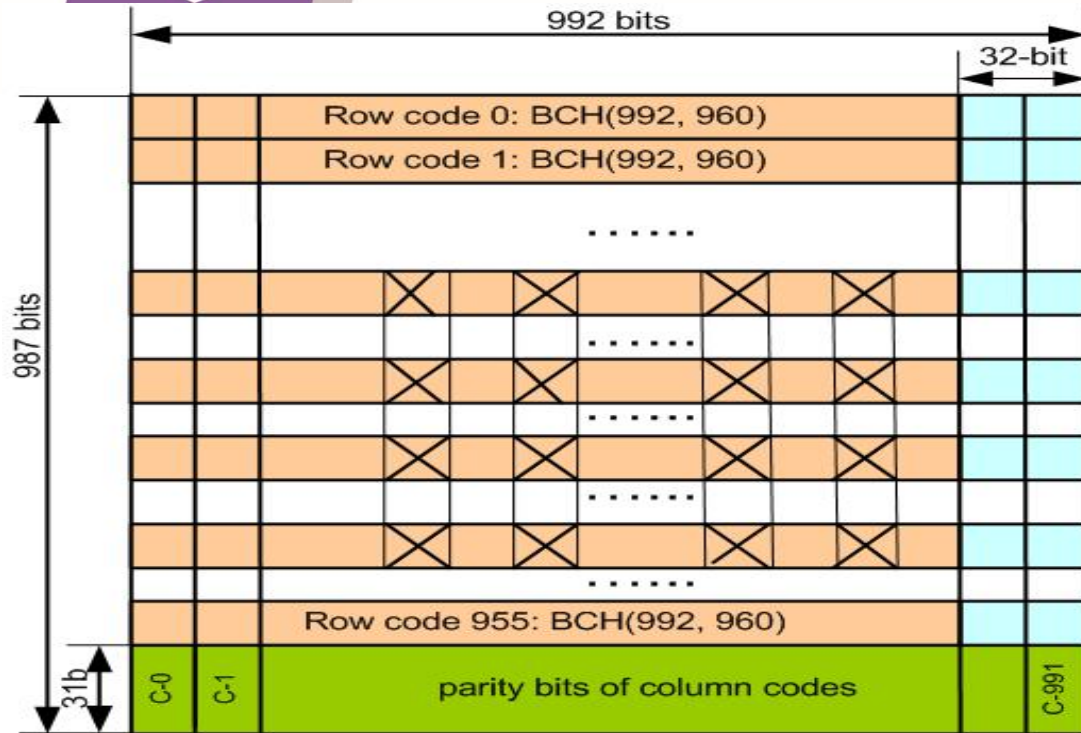 992 bits
32-bit
Row code 0: BCH(992, 960)
Row code 1: BCH(992, 960)
......
987 bits
......
......
......
......
Row code 955: BCH(992, 960)
31b
C-0
C-1
parity bits of column codes
C-991